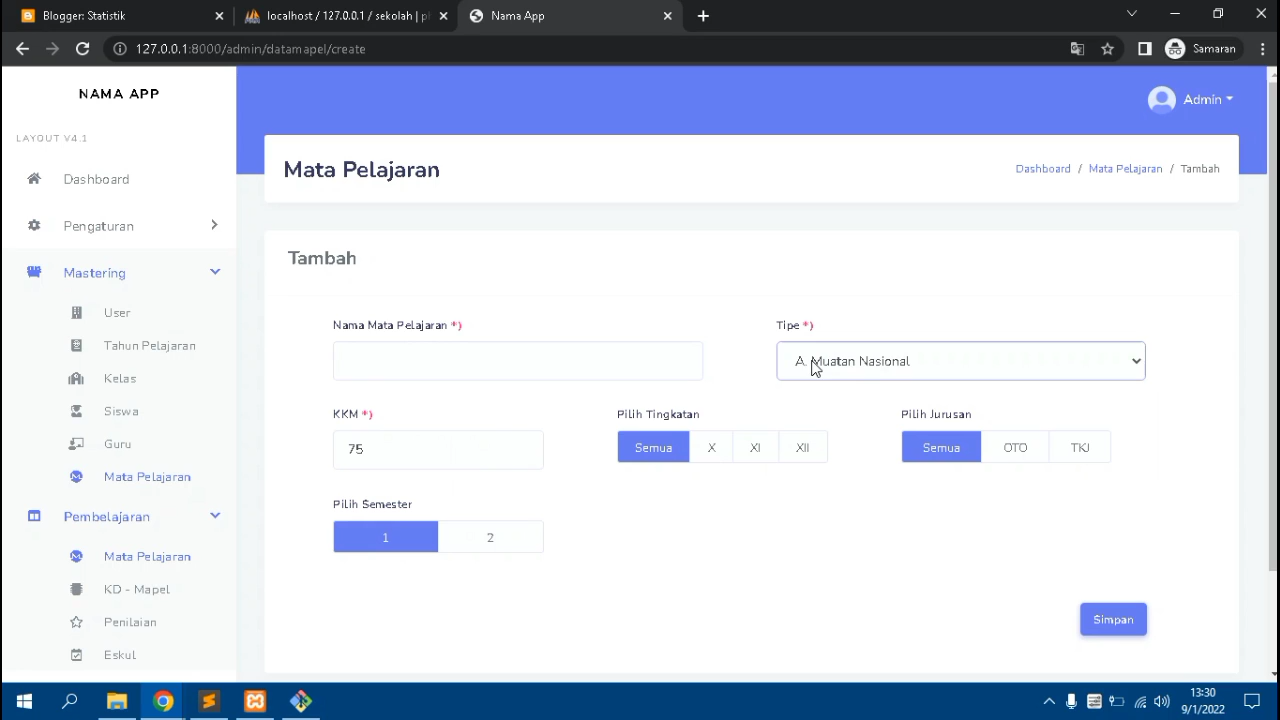 Blogger: Statistik
localhost / 127.0.0.1 / sekolah | p
Nama App
127.0.0.1:8000/admin/datamapel/create
Samaran
NAMA APP
LAYOUT V4.1
Dashboard
Pengaturan
Mastering
User
Tahun Pelajaran
Kelas
Siswa
Guru
Mata Pelajaran
Pembelajaran
Mata Pelajaran
KD - Mapel
Penilaian
Eskul
Admin
Mata Pelajaran
Dashboard / Mata Pelajaran / Tambah
Tambah
Nama Mata Pelajaran *)
Tipe *)
A. Muatan Nasional
KKM *)
Pilih Tingkatan
Pilih Jurusan
75
Semua X XI XII
Semua OTO TKJ
Pilih Semester
1 2
Simpan
13:30
9/1/2022